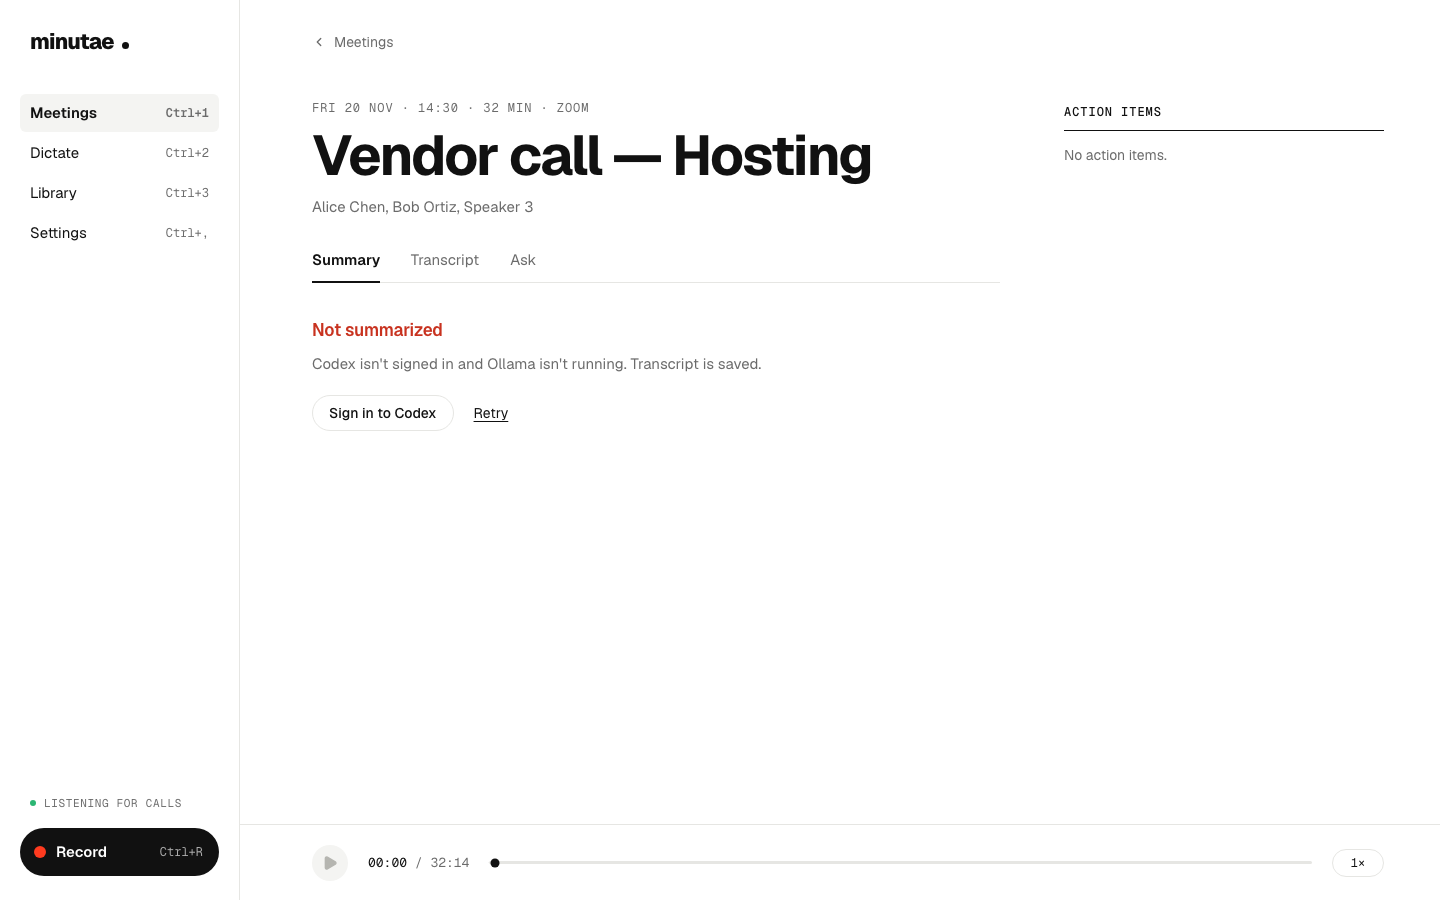 minutae
Meetings Ctrl+1
Dictate Ctrl+2
Library Ctrl+3
Settings Ctrl+,
LISTENING FOR CALLS
Record Ctrl+R
Meetings
FRI 20 NOV · 14:30 · 32 MIN · ZOOM
Vendor call — Hosting
Alice Chen, Bob Ortiz, Speaker 3
Summary Transcript Ask
Not summarized
Codex isn't signed in and Ollama isn't running. Transcript is saved.
Sign in to Codex Retry
ACTION ITEMS
No action items.
00:00 / 32:14 1×